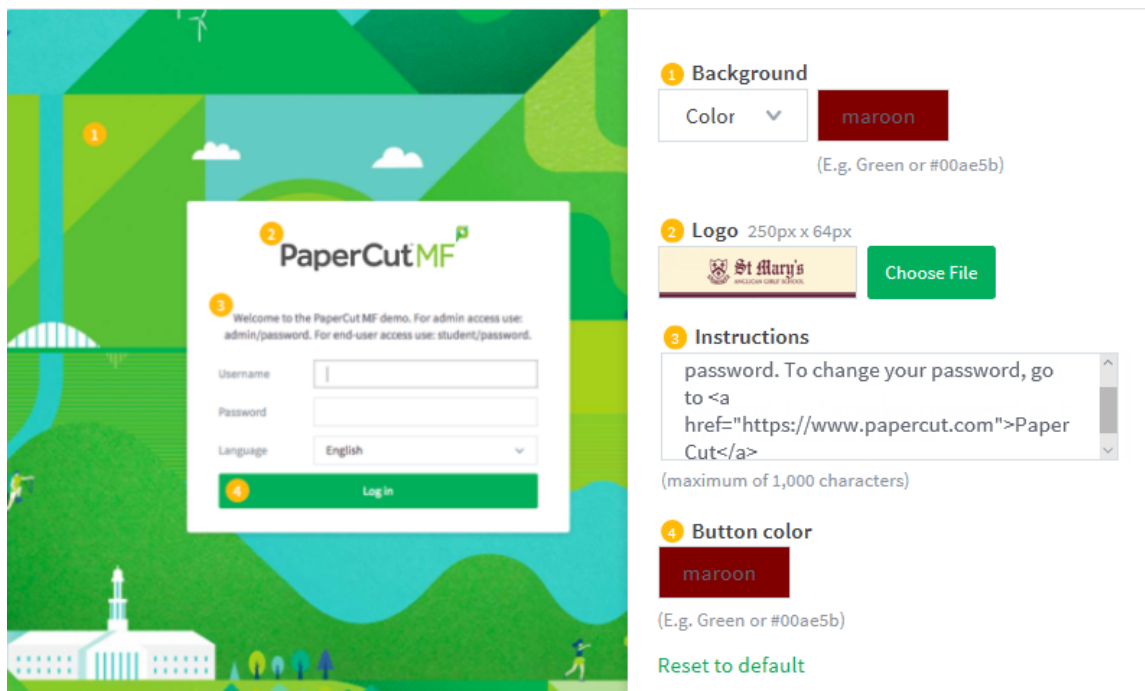 1
2
PaperCut MF
3
Welcome to the PaperCut MF demo. For admin access use:
admin/password. For end-user access use: student/password.
Username
Password
Language English
4 Log in
1 Background
Color maroon
(E.g. Green or #00ae5b)
2 Logo 250px x 64px
St Mary's
ANGLICAN GIRLS' SCHOOL
Choose File
3 Instructions
password. To change your password, go
to <a
href="https://www.papercut.com">Paper
Cut</a>
(maximum of 1,000 characters)
4 Button color
maroon
(E.g. Green or #00ae5b)
Reset to default